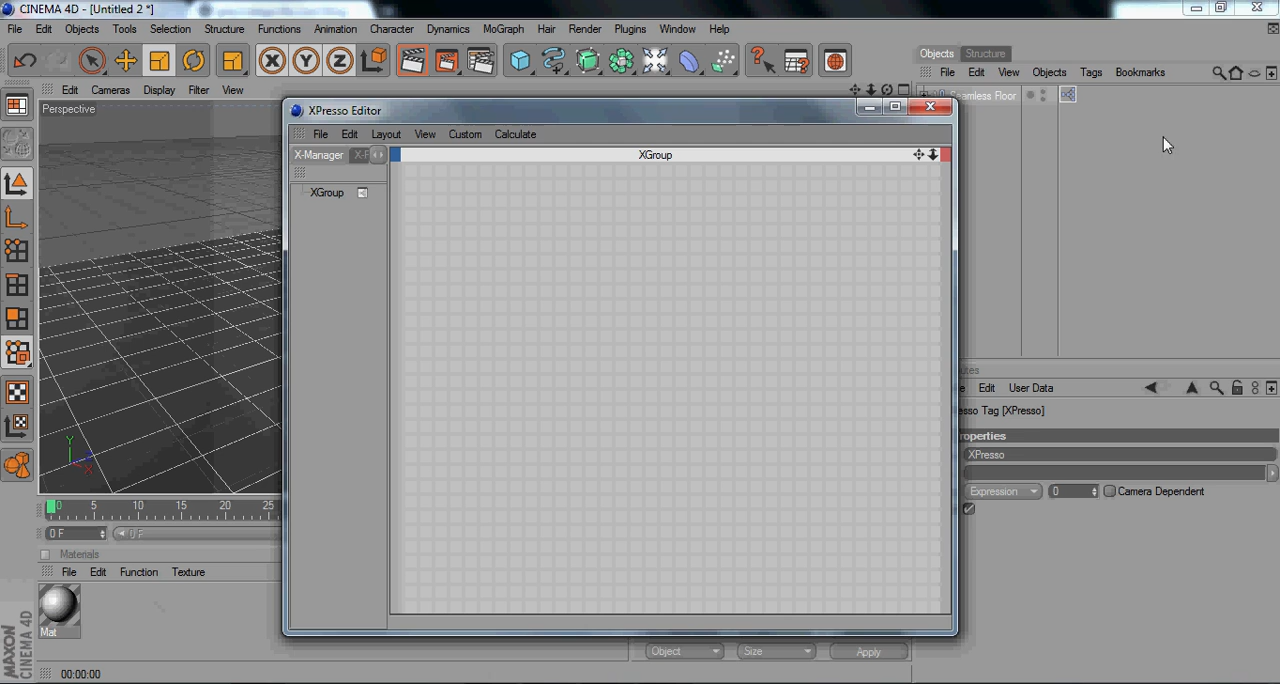 CINEMA 4D - [Untitled 2 *]
File Edit Objects Tools Selection Structure Functions Animation Character Dynamics MoGraph Hair Render Plugins Window Help
Objects Structure
File Edit View Objects Tags Bookmarks
Edit Cameras Display Filter View
Perspective
Seamless Floor
XPresso Editor
File Edit Layout View Custom Calculate
X-Manager
XGroup
XGroup
Edit User Data
[XPresso]
XPresso
Expression 0 Camera Dependent
Y
X
0 5 10 15 20 25
0 F 0 F
Materials
File Edit Function Texture
Mat
MAXON
CINEMA 4D
Object Size Apply
00:00:00